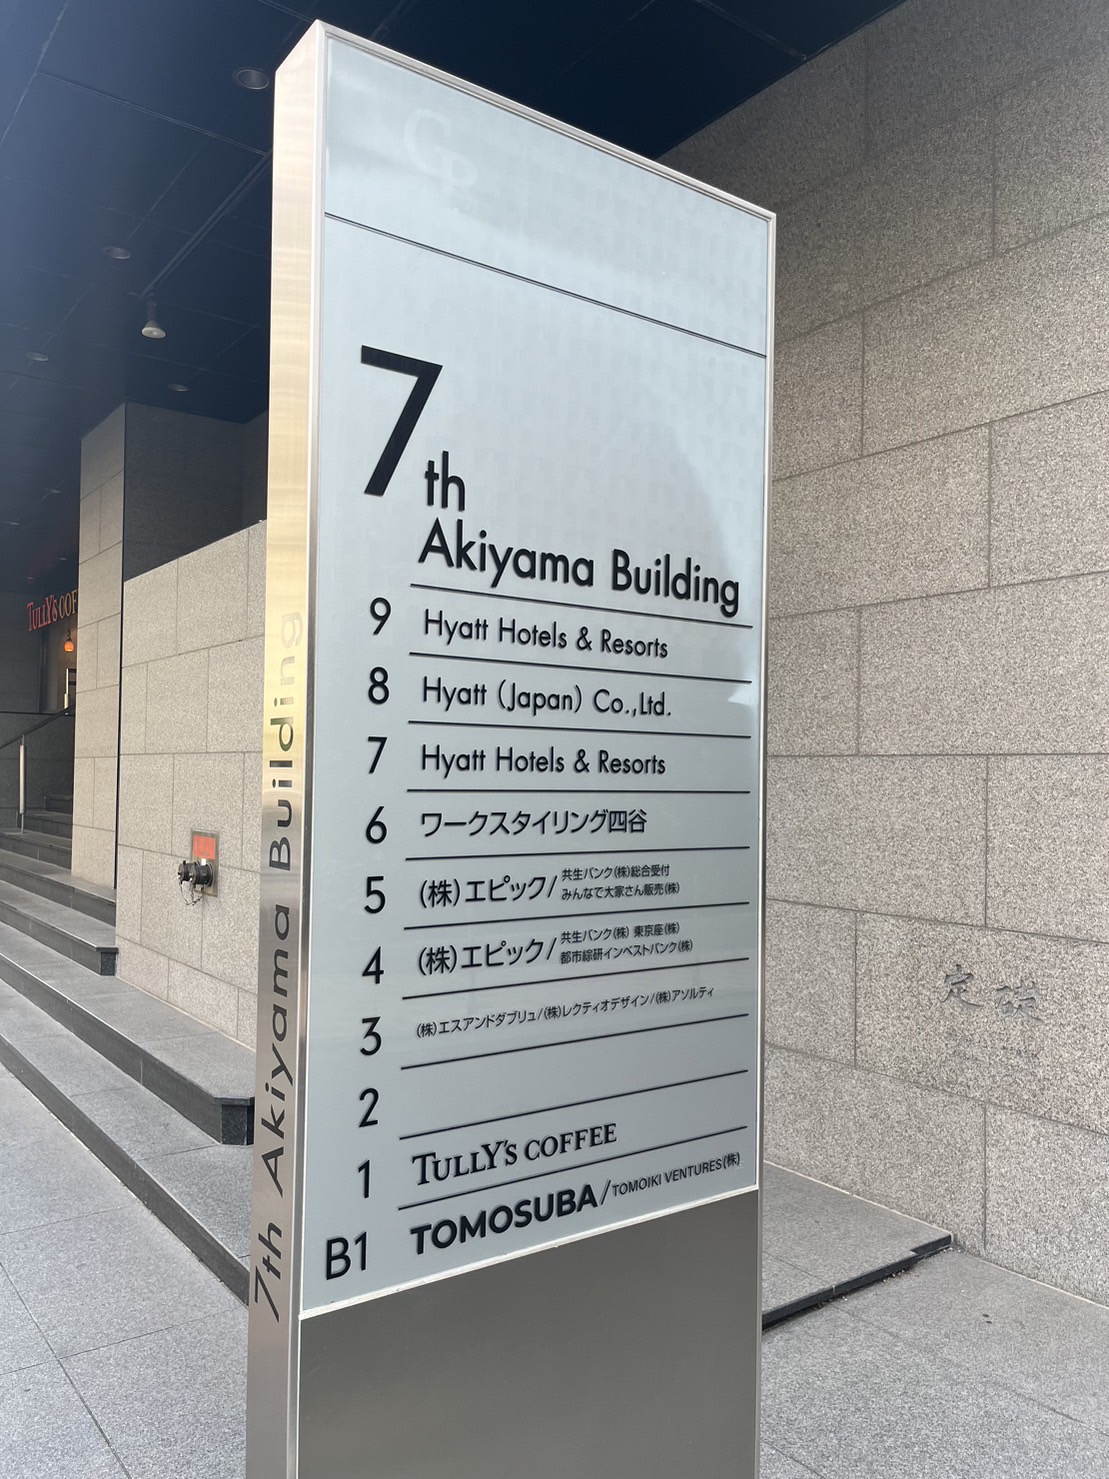 7th
Akiyama Building
9 Hyatt Hotels & Resorts
8 Hyatt (Japan) Co.,Ltd.
7 Hyatt Hotels & Resorts
6 ワークスタイリング四谷
5 (株)エピック/共生バンク(株)総合受付
みんなで大家さん販売(株)
4 (株)エピック/共生バンク(株) 東京座(株)
都市綜研インベストバンク(株)
3 (株)エスアンドダブリュ/(株)レクティオデザイン/(株)アソルティ
2
1 TULLY'S COFFEE
B1 TOMOSUBA/TOMOIKI VENTURES(株)
7th Akiyama Building
TULLY'S
定礎